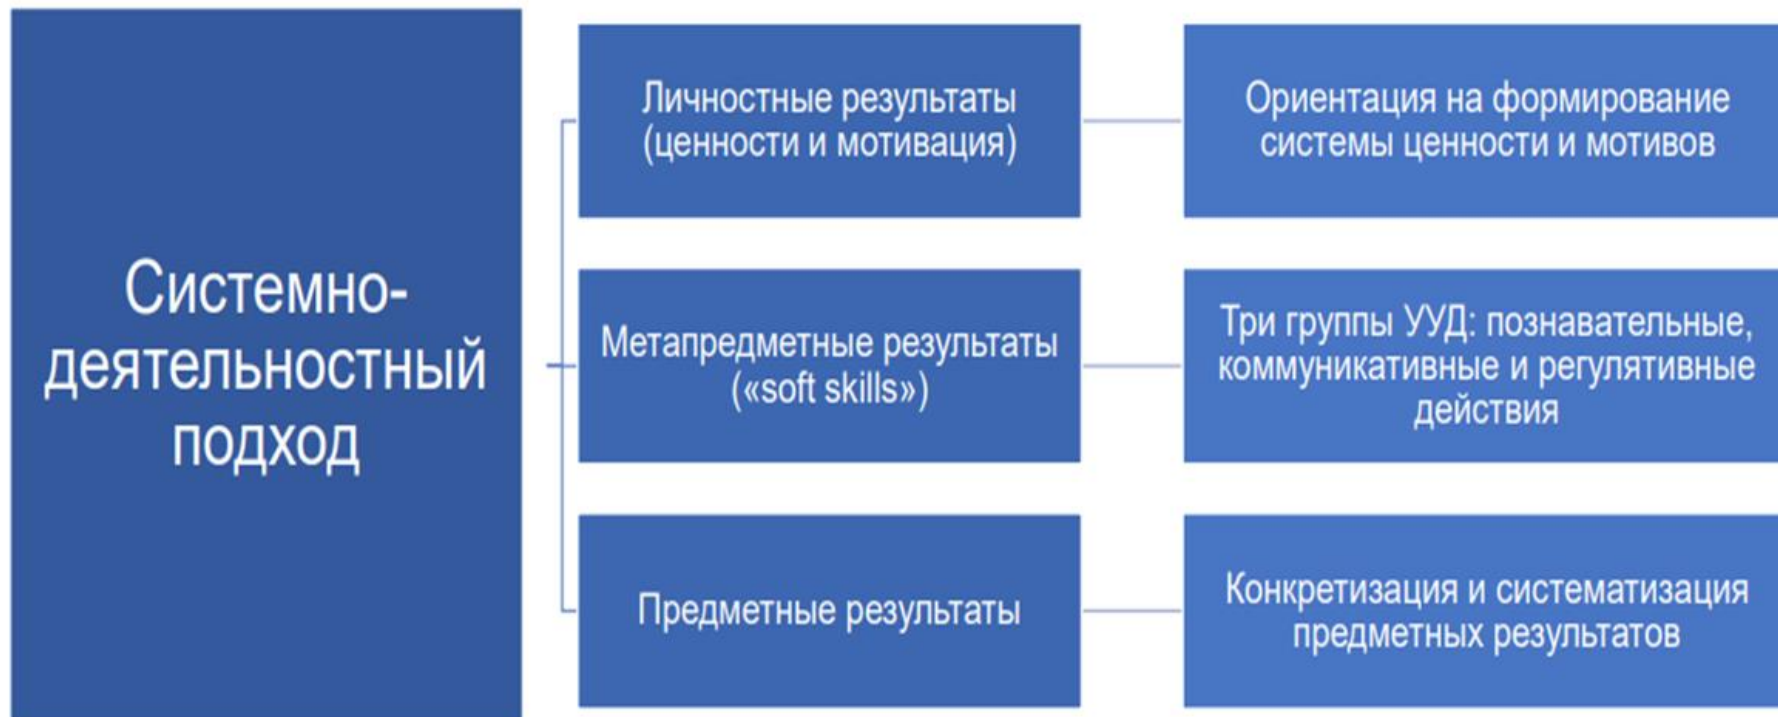 Системно-
деятельностный
подход
Личностные результаты
(ценности и мотивация)
Ориентация на формирование
системы ценности и мотивов
Метапредметные результаты
(«soft skills»)
Три группы УУД: познавательные,
коммуникативные и регулятивные
действия
Предметные результаты
Конкретизация и систематизация
предметных результатов